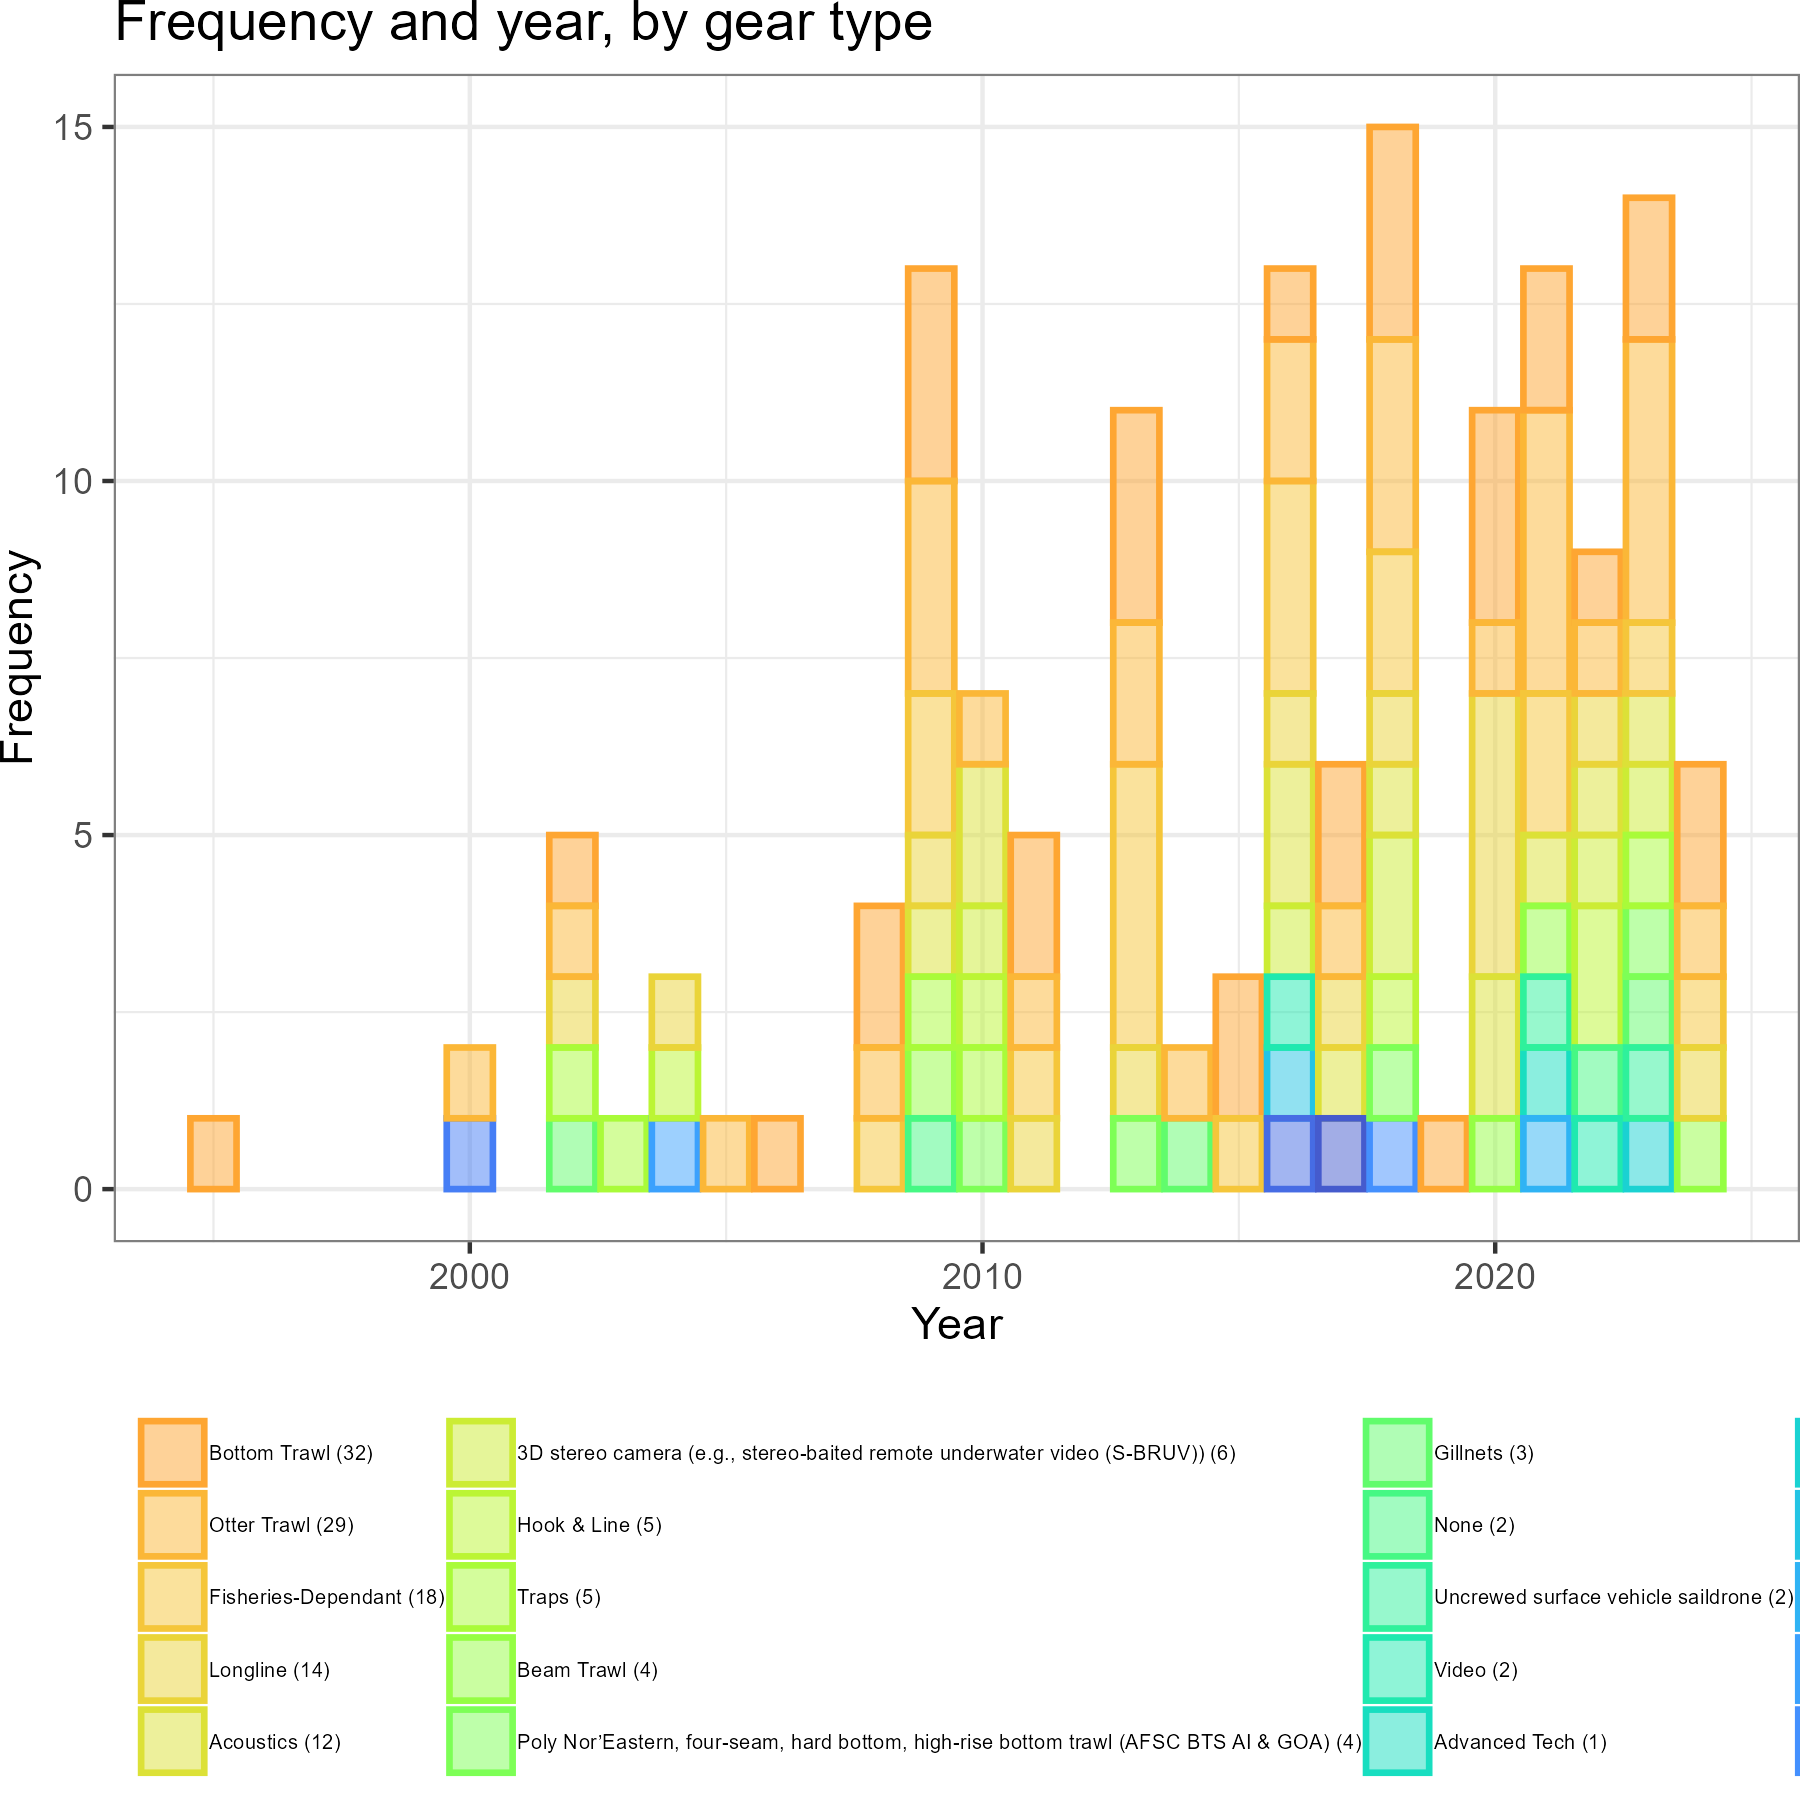 Frequency and year, by gear type
15
10
5
0
Frequency
2000
2010
2020
Year
Bottom Trawl (32)
Otter Trawl (29)
Fisheries-Dependant (18)
Longline (14)
Acoustics (12)
3D stereo camera (e.g., stereo-baited remote underwater video (S-BRUV)) (6)
Hook & Line (5)
Traps (5)
Beam Trawl (4)
Poly Nor’Eastern, four-seam, hard bottom, high-rise bottom trawl (AFSC BTS AI & GOA) (4)
Gillnets (3)
None (2)
Uncrewed surface vehicle saildrone (2)
Video (2)
Advanced Tech (1)